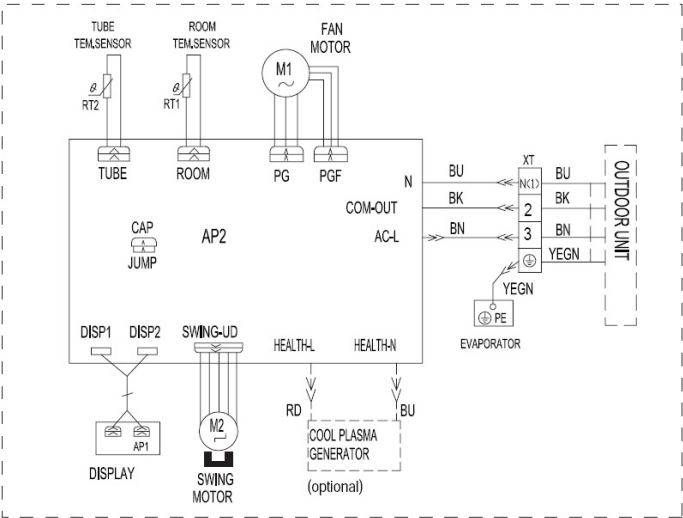 TUBE
TEM.SENSOR
ROOM
TEM.SENSOR
FAN
MOTOR
M1
θ
RT2
θ
RT1
TUBE
ROOM
PG
PGF
N
COM-OUT
AC-L
CAP
JUMP
AP2
BU
BK
BN
XT
N(1)
2
3
BU
BK
BN
YEGN
OUTDOOR UNIT
YEGN
PE
EVAPORATOR
DISP1
DISP2
SWING-UD
HEALTH-L
HEALTH-N
RD
BU
AP1
DISPLAY
M2
SWING
MOTOR
COOL PLASMA
GENERATOR
(optional)